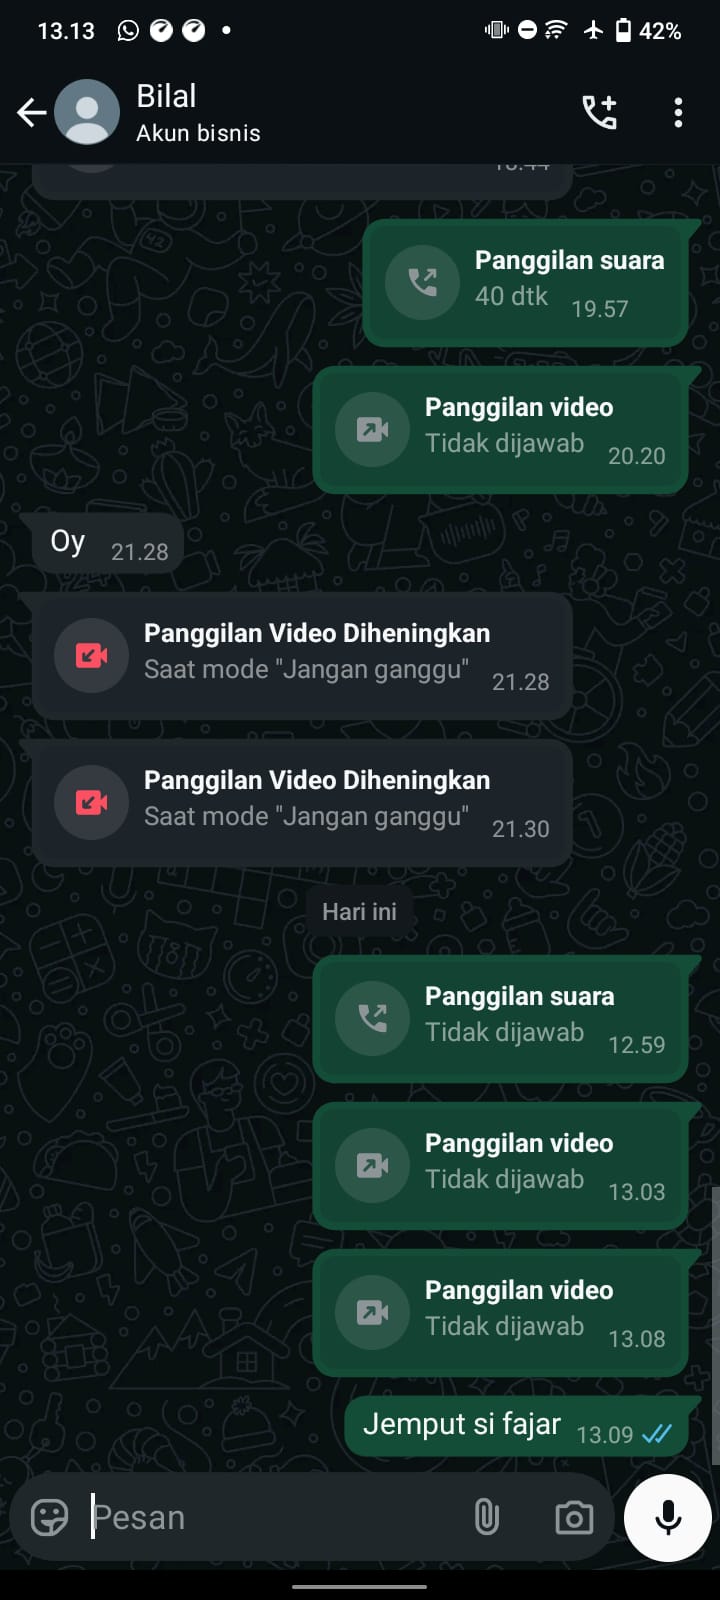 13.13
42%
Bilal
Akun bisnis
Panggilan suara
40 dtk 19.57
Panggilan video
Tidak dijawab 20.20
Oy 21.28
Panggilan Video Diheningkan
Saat mode "Jangan ganggu" 21.28
Panggilan Video Diheningkan
Saat mode "Jangan ganggu" 21.30
Hari ini
Panggilan suara
Tidak dijawab 12.59
Panggilan video
Tidak dijawab 13.03
Panggilan video
Tidak dijawab 13.08
Jemput si fajar 13.09
Pesan